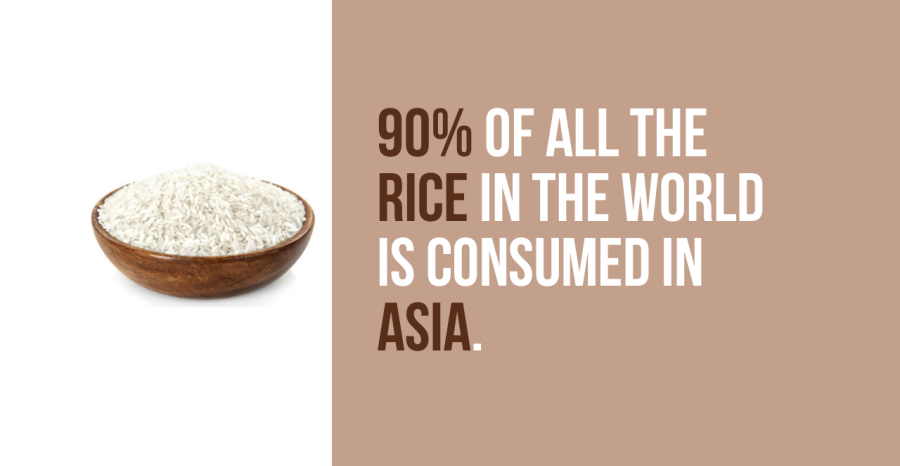 90% OF ALL THE
RICE IN THE WORLD
IS CONSUMED IN
ASIA.